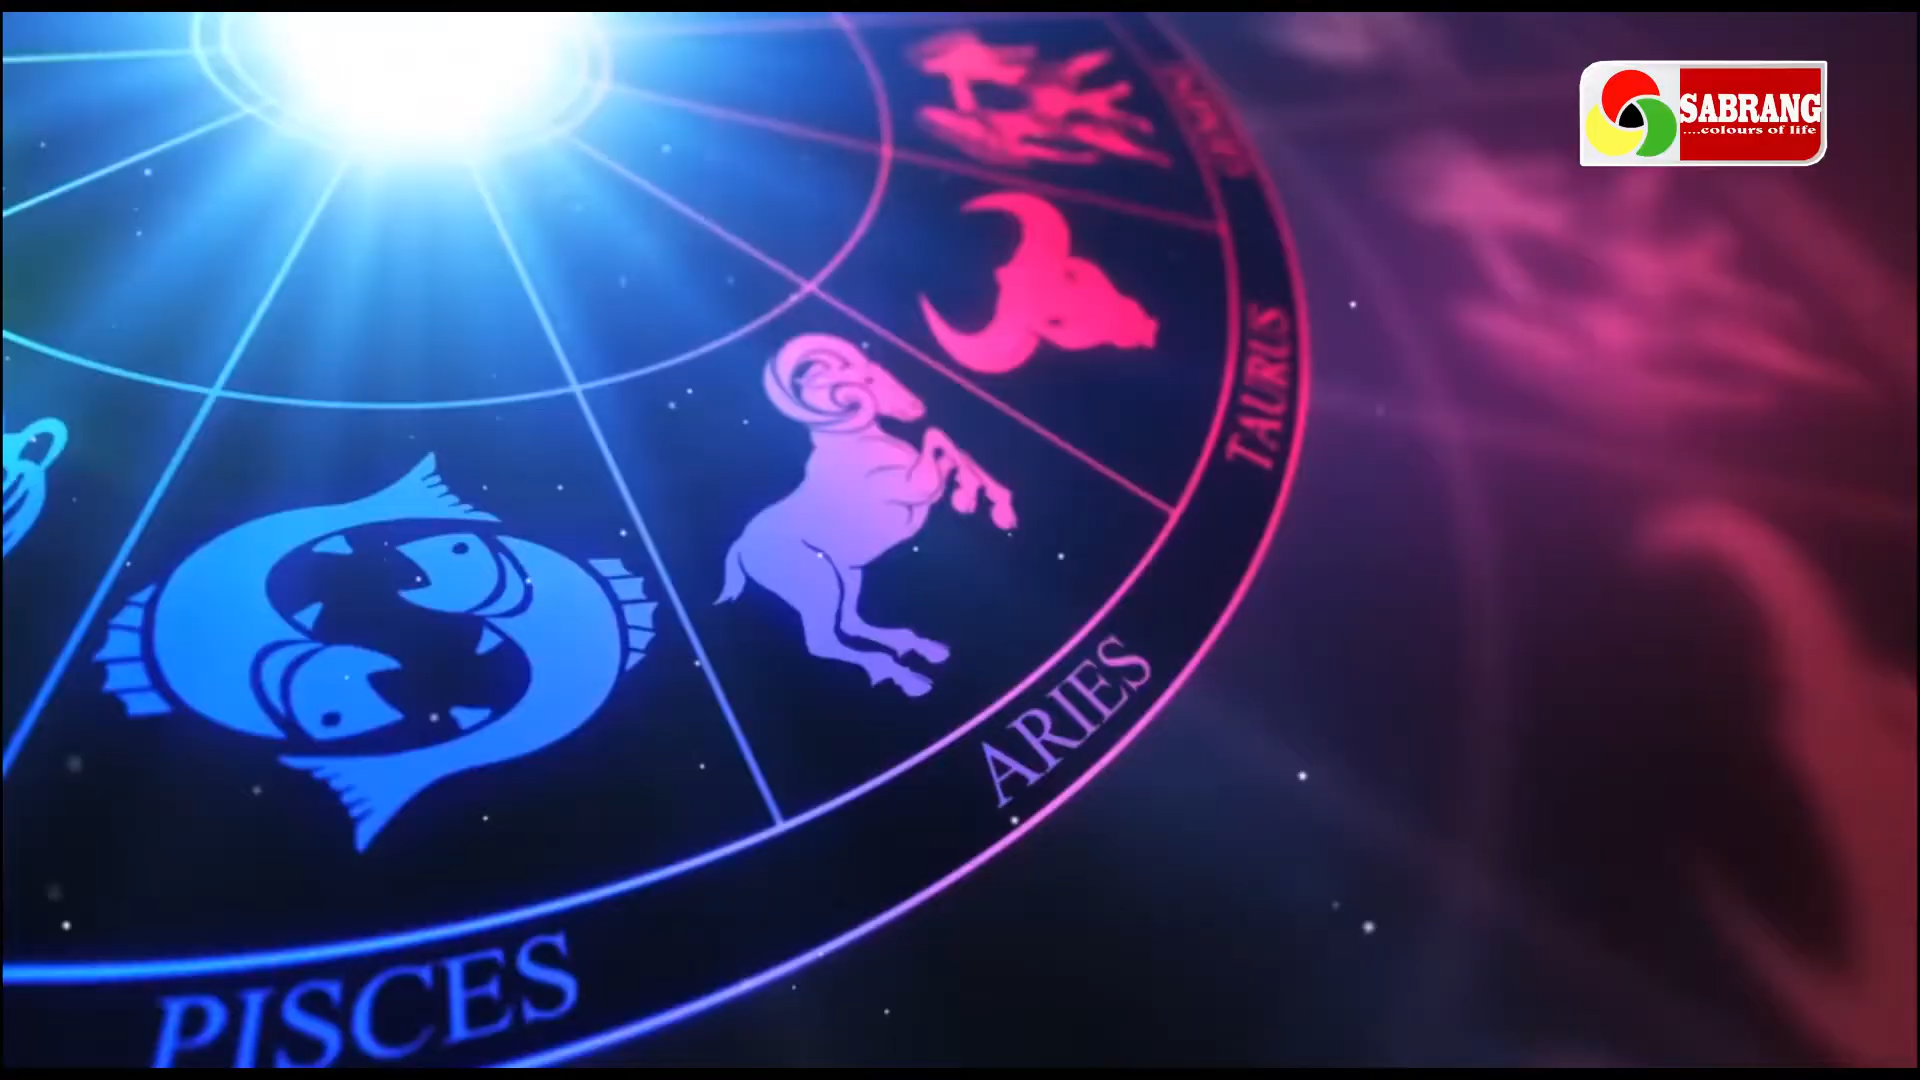 SABRANG
....colours of life
TAURUS
ARIES
PISCES